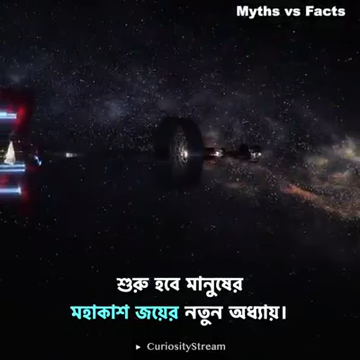 Myths vs Facts
শুরু হবে মানুষের
মহাকাশ জয়ের নতুন অধ্যায়।
▶ CuriosityStream